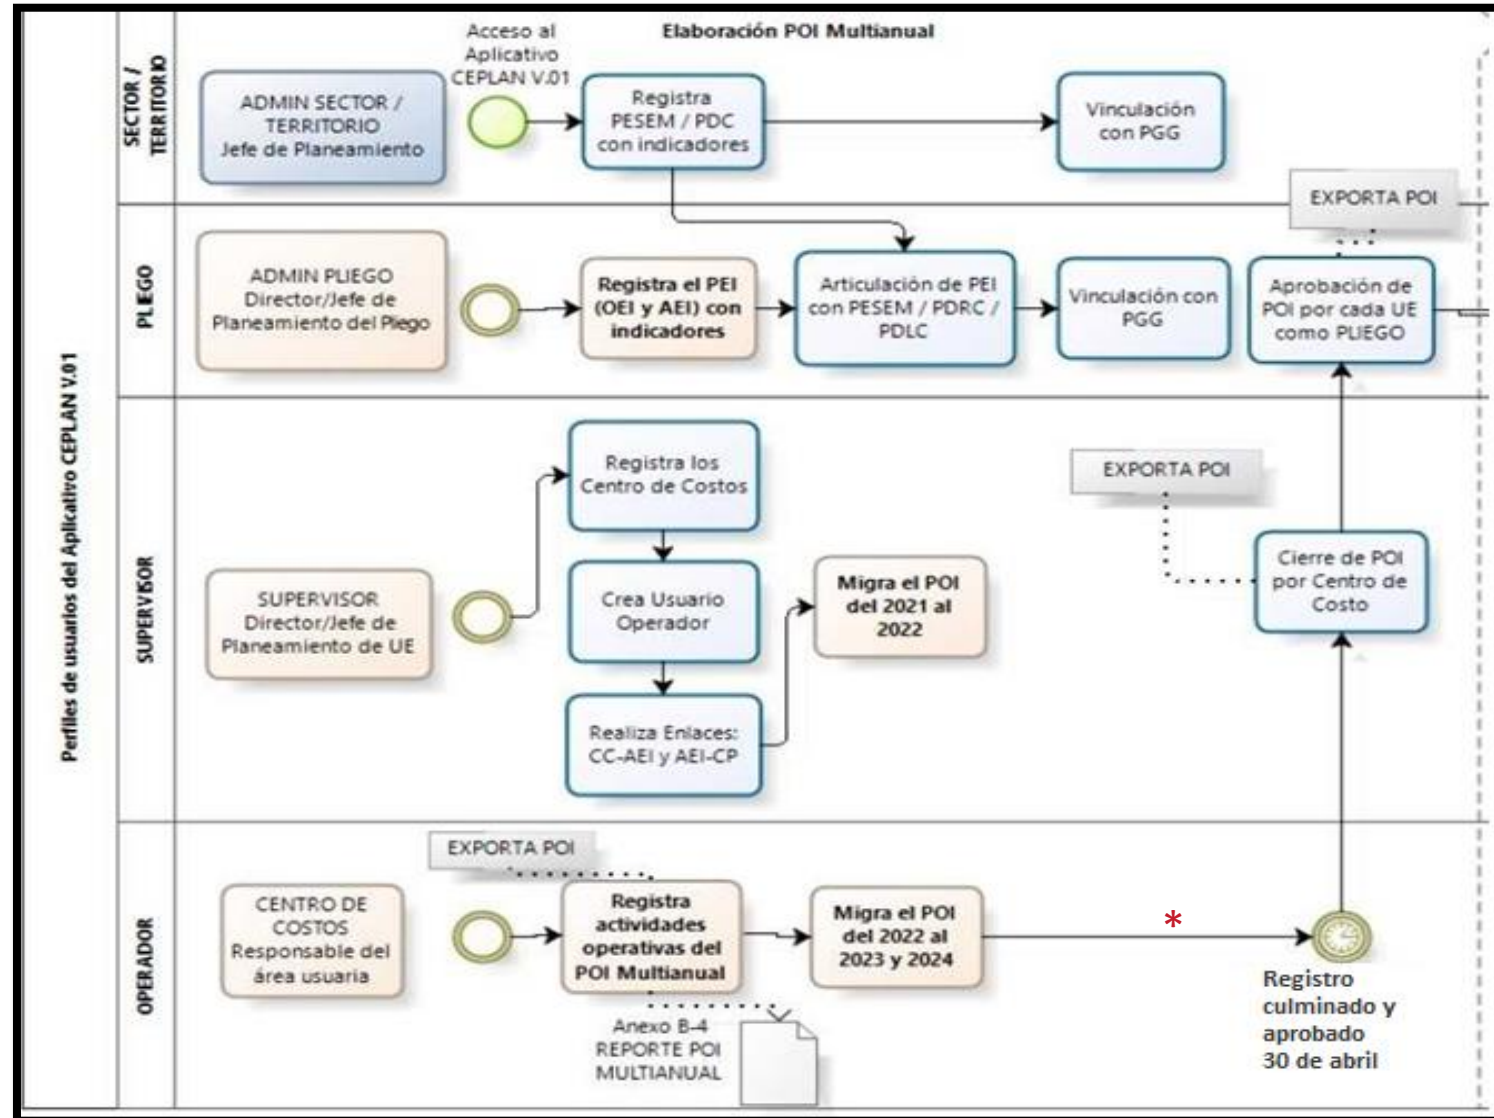 Elaboración POI Multianual
Perfiles de usuarios del Aplicativo CEPLAN V.01
SECTOR /
TERRITORIO
ADMIN SECTOR /
TERRITORIO
Jefe de Planeamiento
Acceso al
Aplicativo
CEPLAN V.01
Registra
PESEM / PDC
con indicadores
Vinculación
con PGG
EXPORTA POI
PLIEGO
ADMIN PLIEGO
Director/Jefe de
Planeamiento del Pliego
Registra el PEI
(OEI y AEI) con
indicadores
Articulación de PEI
con PESEM / PDRC /
PDLC
Vinculación con
PGG
Aprobación de
POI por cada UE
como PLIEGO
SUPERVISOR
SUPERVISOR
Director/Jefe de
Planeamiento de UE
Registra los
Centro de Costos
Crea Usuario
Operador
Realiza Enlaces:
CC-AEI y AEI-CP
Migra el POI
del 2021 al
2022
EXPORTA POI
Cierre de POI
por Centro de
Costo
OPERADOR
CENTRO DE
COSTOS
Responsable del
área usuaria
EXPORTA POI
Registra
actividades
operativas del
POI Multianual
Migra el POI
del 2022 al
2023 y 2024
*
Registro
culminado y
aprobado
30 de abril
Anexo B-4
REPORTE POI
MULTIANUAL